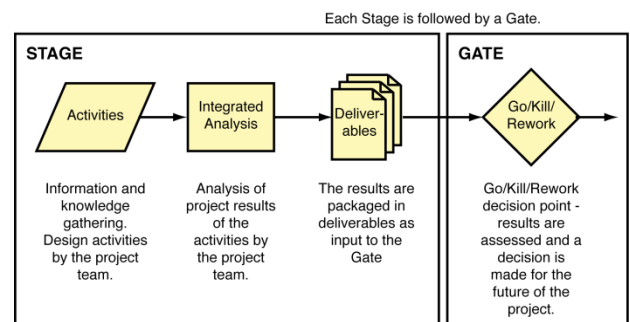 Each Stage is followed by a Gate.
STAGE
GATE
Activities
Integrated
Analysis
Deliver-
ables
Go/Kill/
Rework
Information and
knowledge
gathering.
Design activities
by the project
team.
Analysis of
project results
of the
activities by
the project
team.
The results are
packaged in
deliverables as
input to the
Gate
Go/Kill/Rework
decision point -
results are
assessed and a
decision is
made for the
future of the
project.